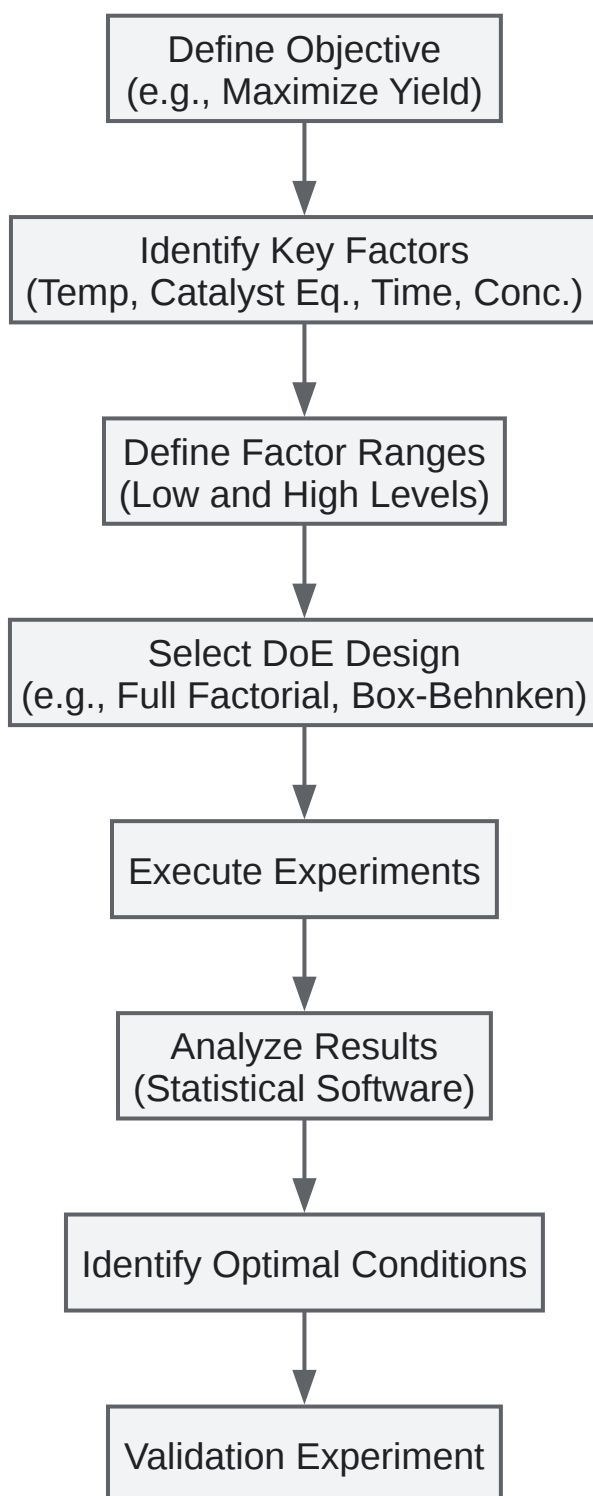 Define Objective
(e.g., Maximize Yield)
Identify Key Factors
(Temp, Catalyst Eq., Time, Conc.)
Define Factor Ranges
(Low and High Levels)
Select DoE Design
(e.g., Full Factorial, Box-Behnken)
Execute Experiments
Analyze Results
(Statistical Software)
Identify Optimal Conditions
Validation Experiment